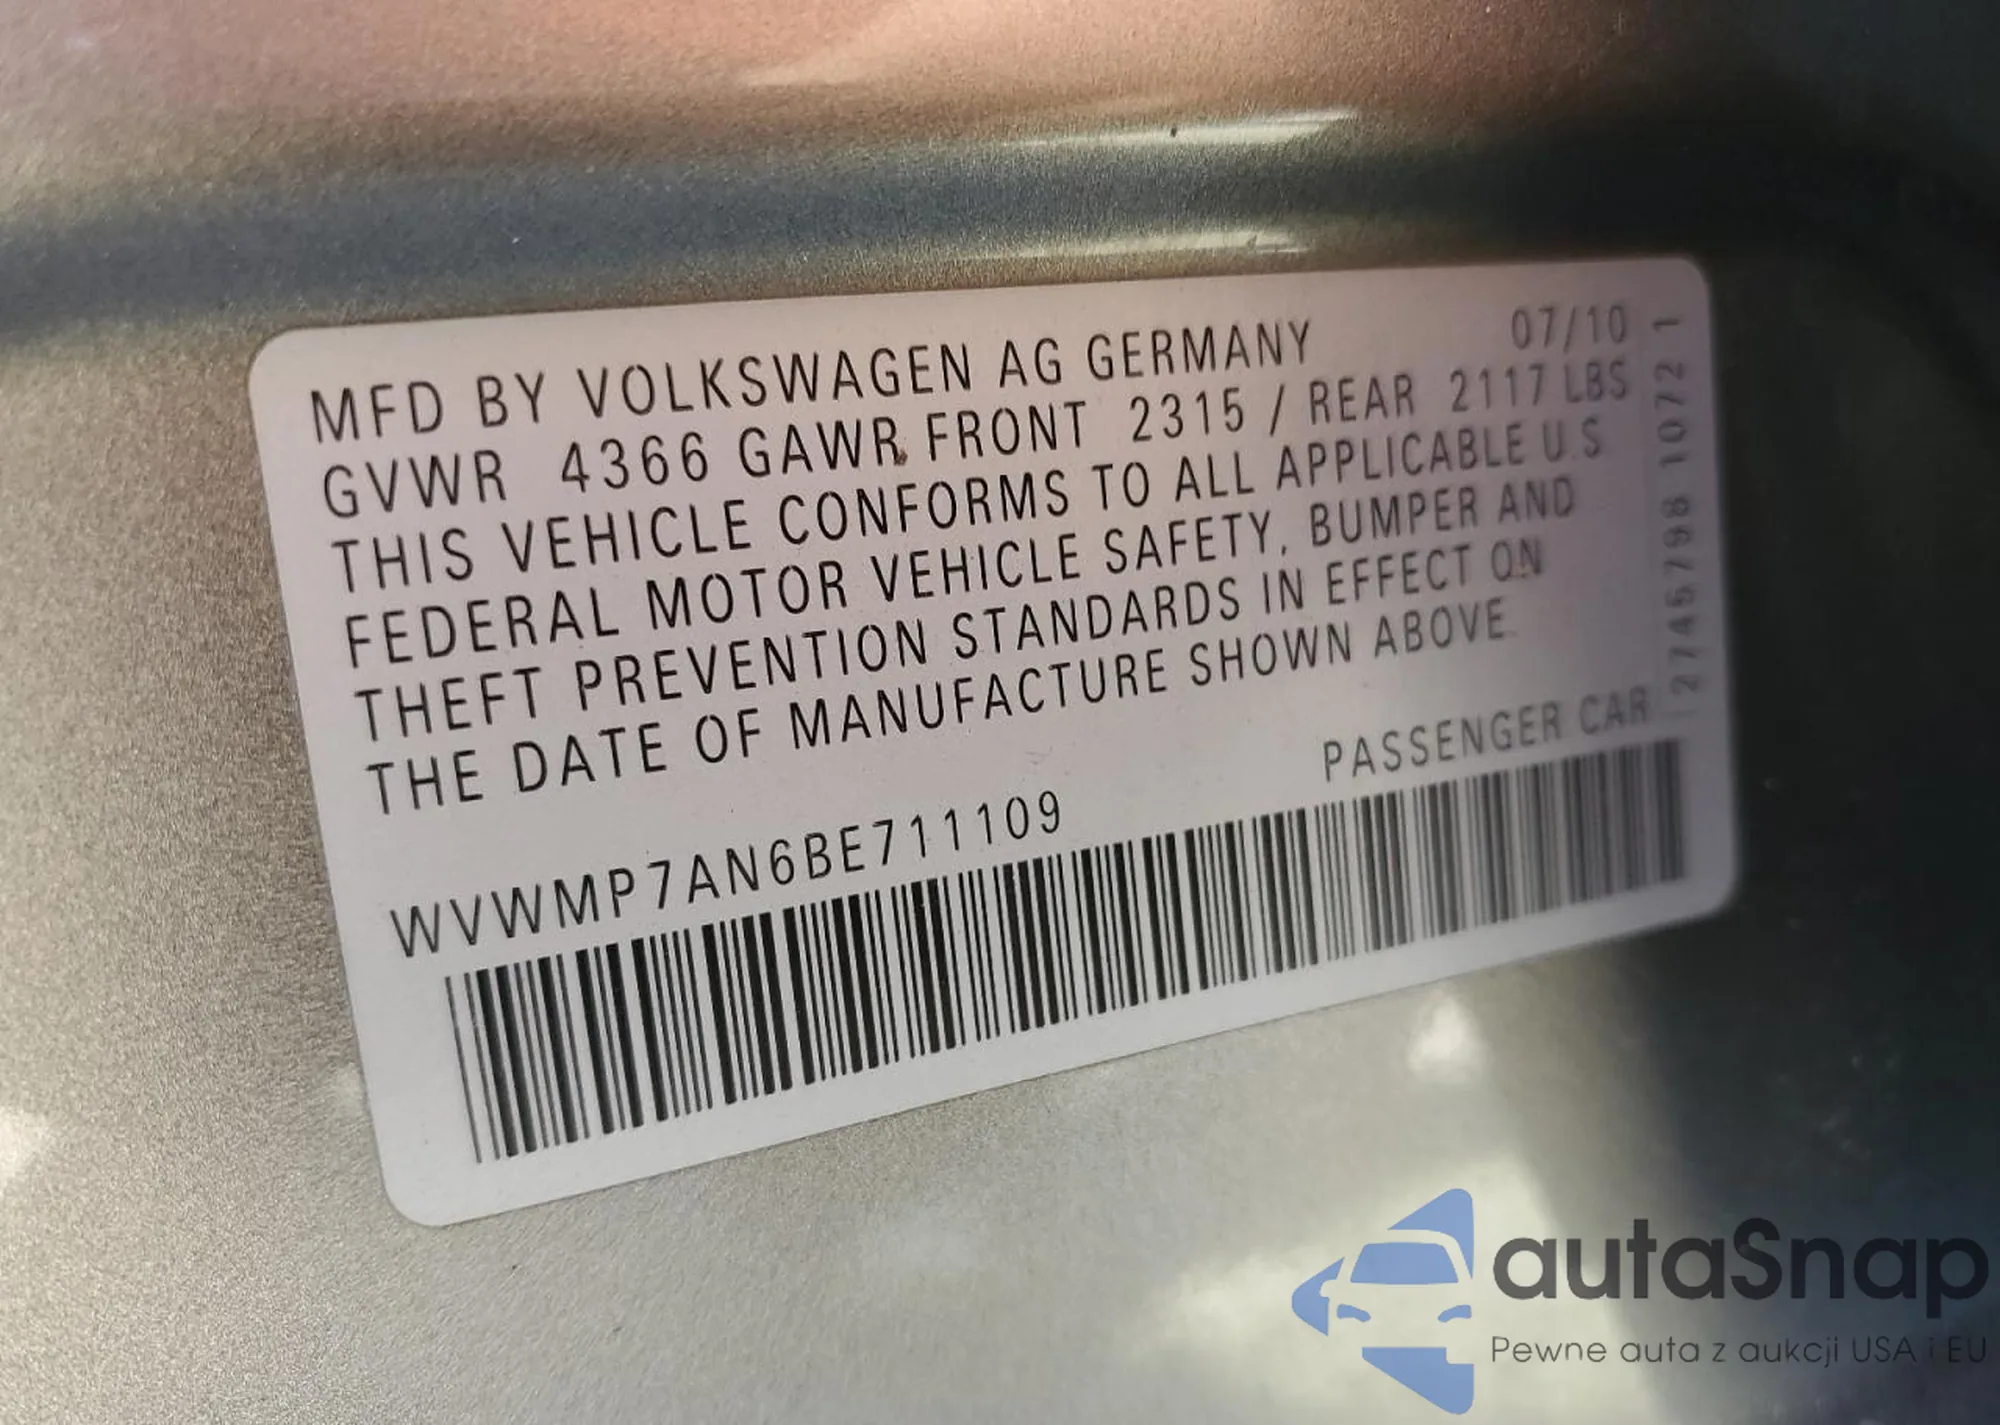 MFD BY VOLKSWAGEN AG GERMANY 07/10
GVWR 4366 GAWR FRONT 2315 / REAR 2117 LBS
THIS VEHICLE CONFORMS TO ALL APPLICABLE U.S
FEDERAL MOTOR VEHICLE SAFETY, BUMPER AND
THEFT PREVENTION STANDARDS IN EFFECT ON
THE DATE OF MANUFACTURE SHOWN ABOVE.
PASSENGER CAR
WVWMP7AN6BE711109
2745798 1072 1
autaSnap
Pewne auta z aukcji USA i EU